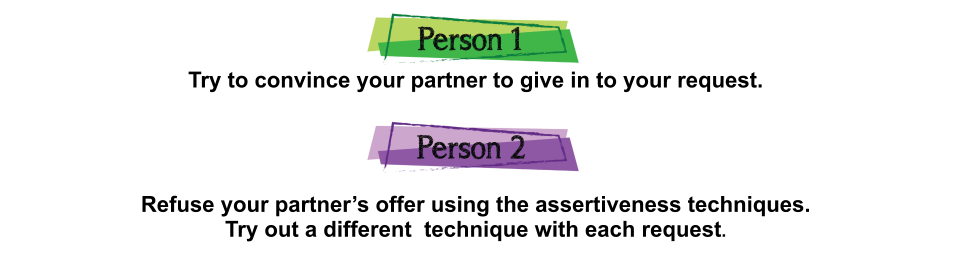 Person 1
Try to convince your partner to give in to your request.
Person 2
Refuse your partner’s offer using the assertiveness techniques.
Try out a different  technique with each request.